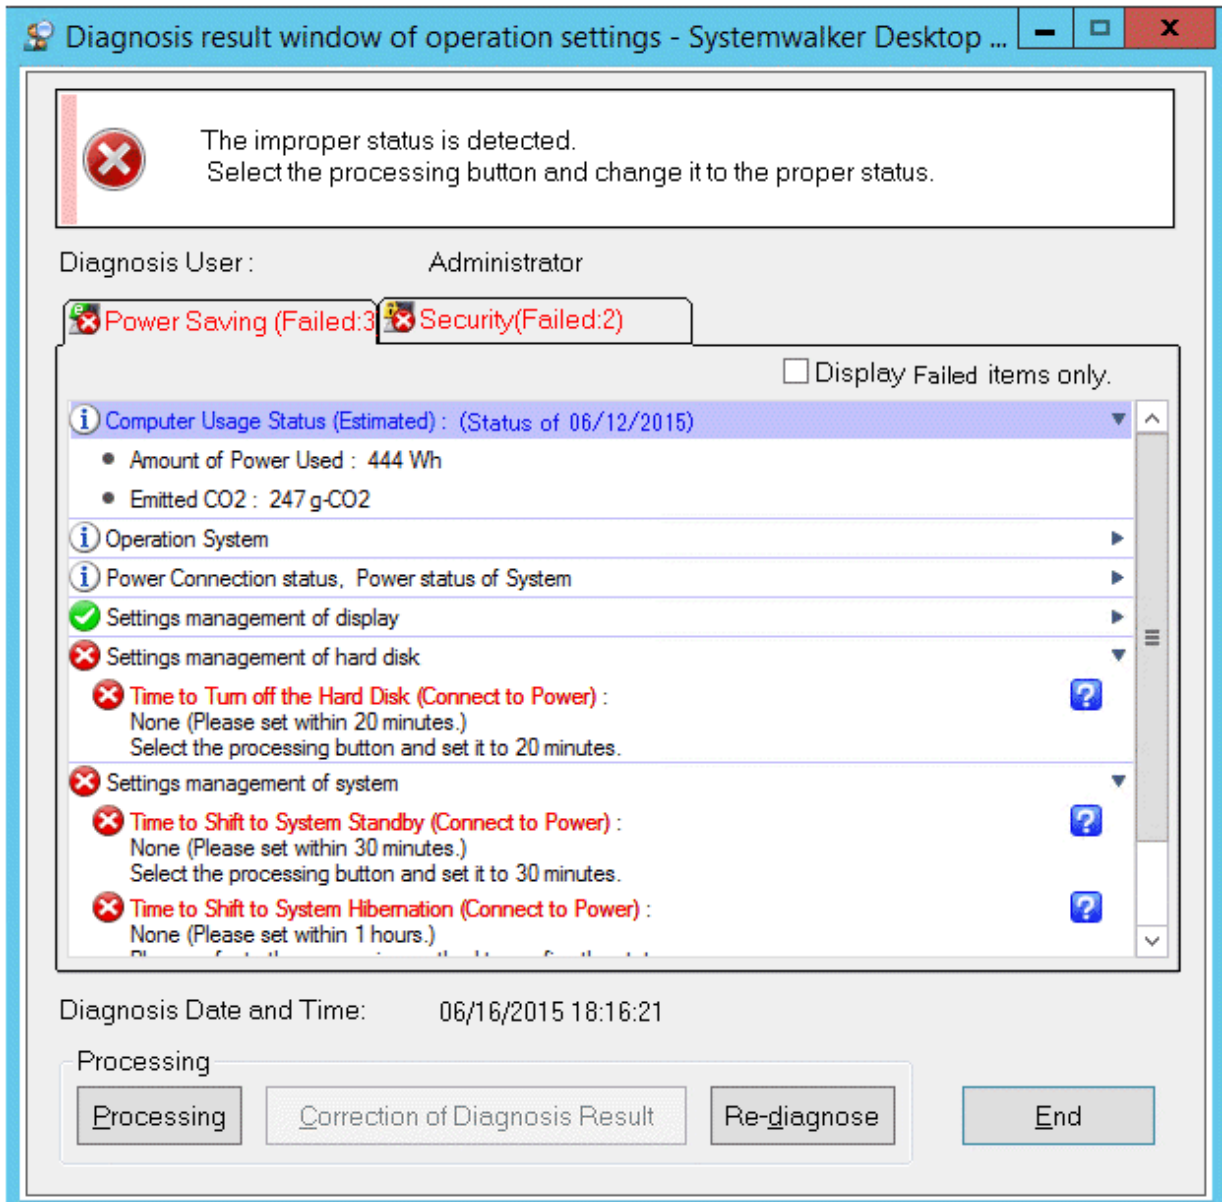 Diagnosis result window of operation settings - Systemwalker Desktop ...
The improper status is detected.
Select the processing button and change it to the proper status.
Diagnosis User : Administrator
Power Saving (Failed:3 Security(Failed:2)
Display Failed items only.
Computer Usage Status (Estimated) : (Status of 06/12/2015)
Amount of Power Used : 444 Wh
Emitted CO2 : 247 g-CO2
Operation System
Power Connection status, Power status of System
Settings management of display
Settings management of hard disk
Time to Turn off the Hard Disk (Connect to Power) :
None (Please set within 20 minutes.)
Select the processing button and set it to 20 minutes.
Settings management of system
Time to Shift to System Standby (Connect to Power) :
None (Please set within 30 minutes.)
Select the processing button and set it to 30 minutes.
Time to Shift to System Hibernation (Connect to Power) :
None (Please set within 1 hours.)
Diagnosis Date and Time: 06/16/2015 18:16:21
Processing
Processing Correction of Diagnosis Result Re-diagnose End